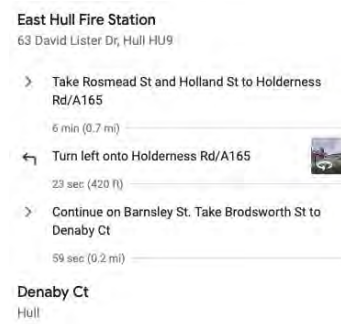 East Hull Fire Station
63 David Lister Dr, Hull HU9
Take Rosmead St and Holland St to Holderness
Rd/A165
6 min (0.7 mi)
Turn left onto Holderness Rd/A165
23 sec (420 ft)
Continue on Barnsley St. Take Brodsworth St to
Denaby Ct
59 sec (0.2 mi)
Denaby Ct
Hull